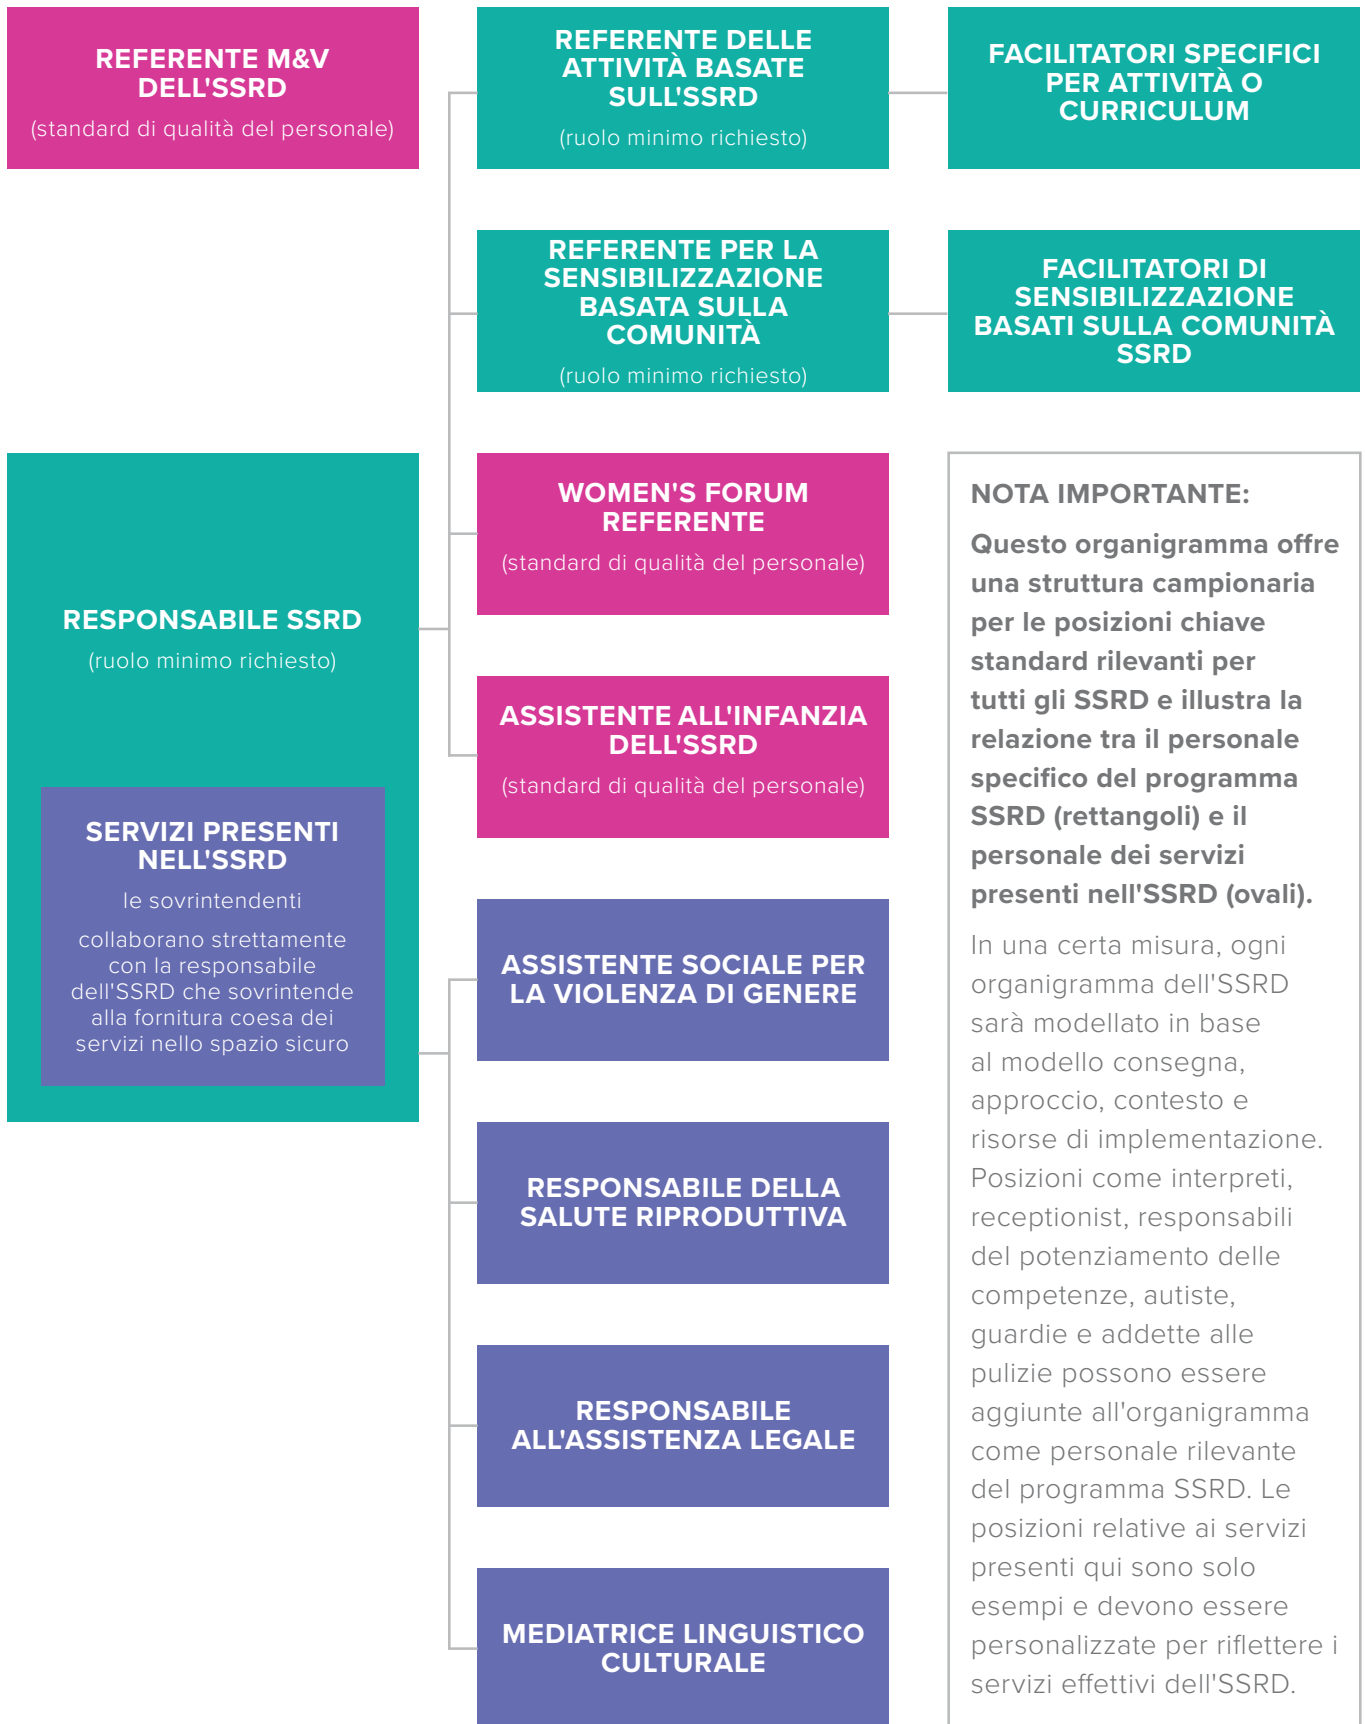 REFERENTE M&V
DELL'SSRD
(standard di qualità del personale)
REFERENTE DELLE
ATTIVITÀ BASATE
SULL'SSRD
(ruolo minimo richiesto)
FACILITATORI SPECIFICI
PER ATTIVITÀ O
CURRICULUM
REFERENTE PER LA
SENSIBILIZZAZIONE
BASATA SULLA
COMUNITÀ
(ruolo minimo richiesto)
FACILITATORI DI
SENSIBILIZZAZIONE
BASATI SULLA COMUNITÀ
SSRD
RESPONSABILE SSRD
(ruolo minimo richiesto)
SERVIZI PRESENTI
NELL'SSRD
le sovrintendenti
collaborano strettamente
con la responsabile
dell'SSRD che sovrintende
alla fornitura coesa dei
servizi nello spazio sicuro
WOMEN'S FORUM
REFERENTE
(standard di qualità del personale)
ASSISTENTE ALL'INFANZIA
DELL'SSRD
(standard di qualità del personale)
ASSISTENTE SOCIALE PER
LA VIOLENZA DI GENERE
RESPONSABILE DELLA
SALUTE RIPRODUTTIVA
RESPONSABILE
ALL'ASSISTENZA LEGALE
MEDIATRICE LINGUISTICO
CULTURALE
NOTA IMPORTANTE:
Questo organigramma offre
una struttura campionaria
per le posizioni chiave
standard rilevanti per
tutti gli SSRD e illustra la
relazione tra il personale
specifico del programma
SSRD (rettangoli) e il
personale dei servizi
presenti nell'SSRD (ovali).
In una certa misura, ogni
organigramma dell'SSRD
sarà modellato in base
al modello consegna,
approccio, contesto e
risorse di implementazione.
Posizioni come interpreti,
receptionist, responsabili
del potenziamento delle
competenze, autiste,
guardie e addette alle
pulizie possono essere
aggiunte all'organigramma
come personale rilevante
del programma SSRD. Le
posizioni relative ai servizi
presenti qui sono solo
esempi e devono essere
personalizzate per riflettere i
servizi effettivi dell'SSRD.